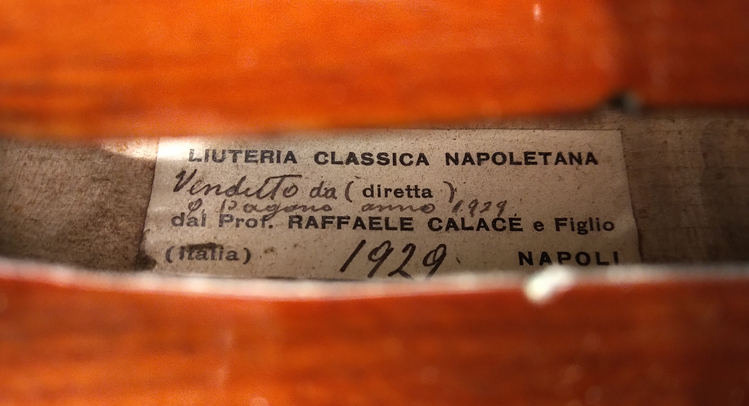 LIUTERIA CLASSICA NAPOLETANA
Venduto da (diretta)
Pagano anno 1929.
dal Prof. RAFFAELE CALACE e Figlio
(Italia) 1929 NAPOLI